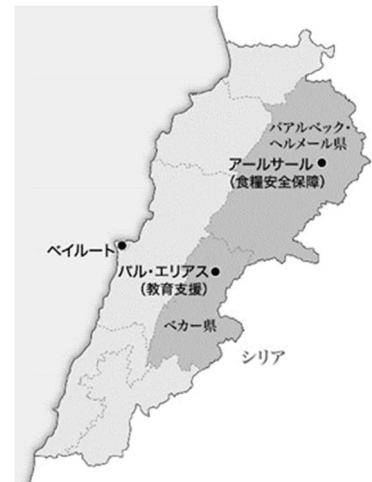 バアルベック・
ヘルメール県
アールサール
(食糧安全保障)
ベイルート
バル・エリアス
(教育支援)
ベカー県
シリア